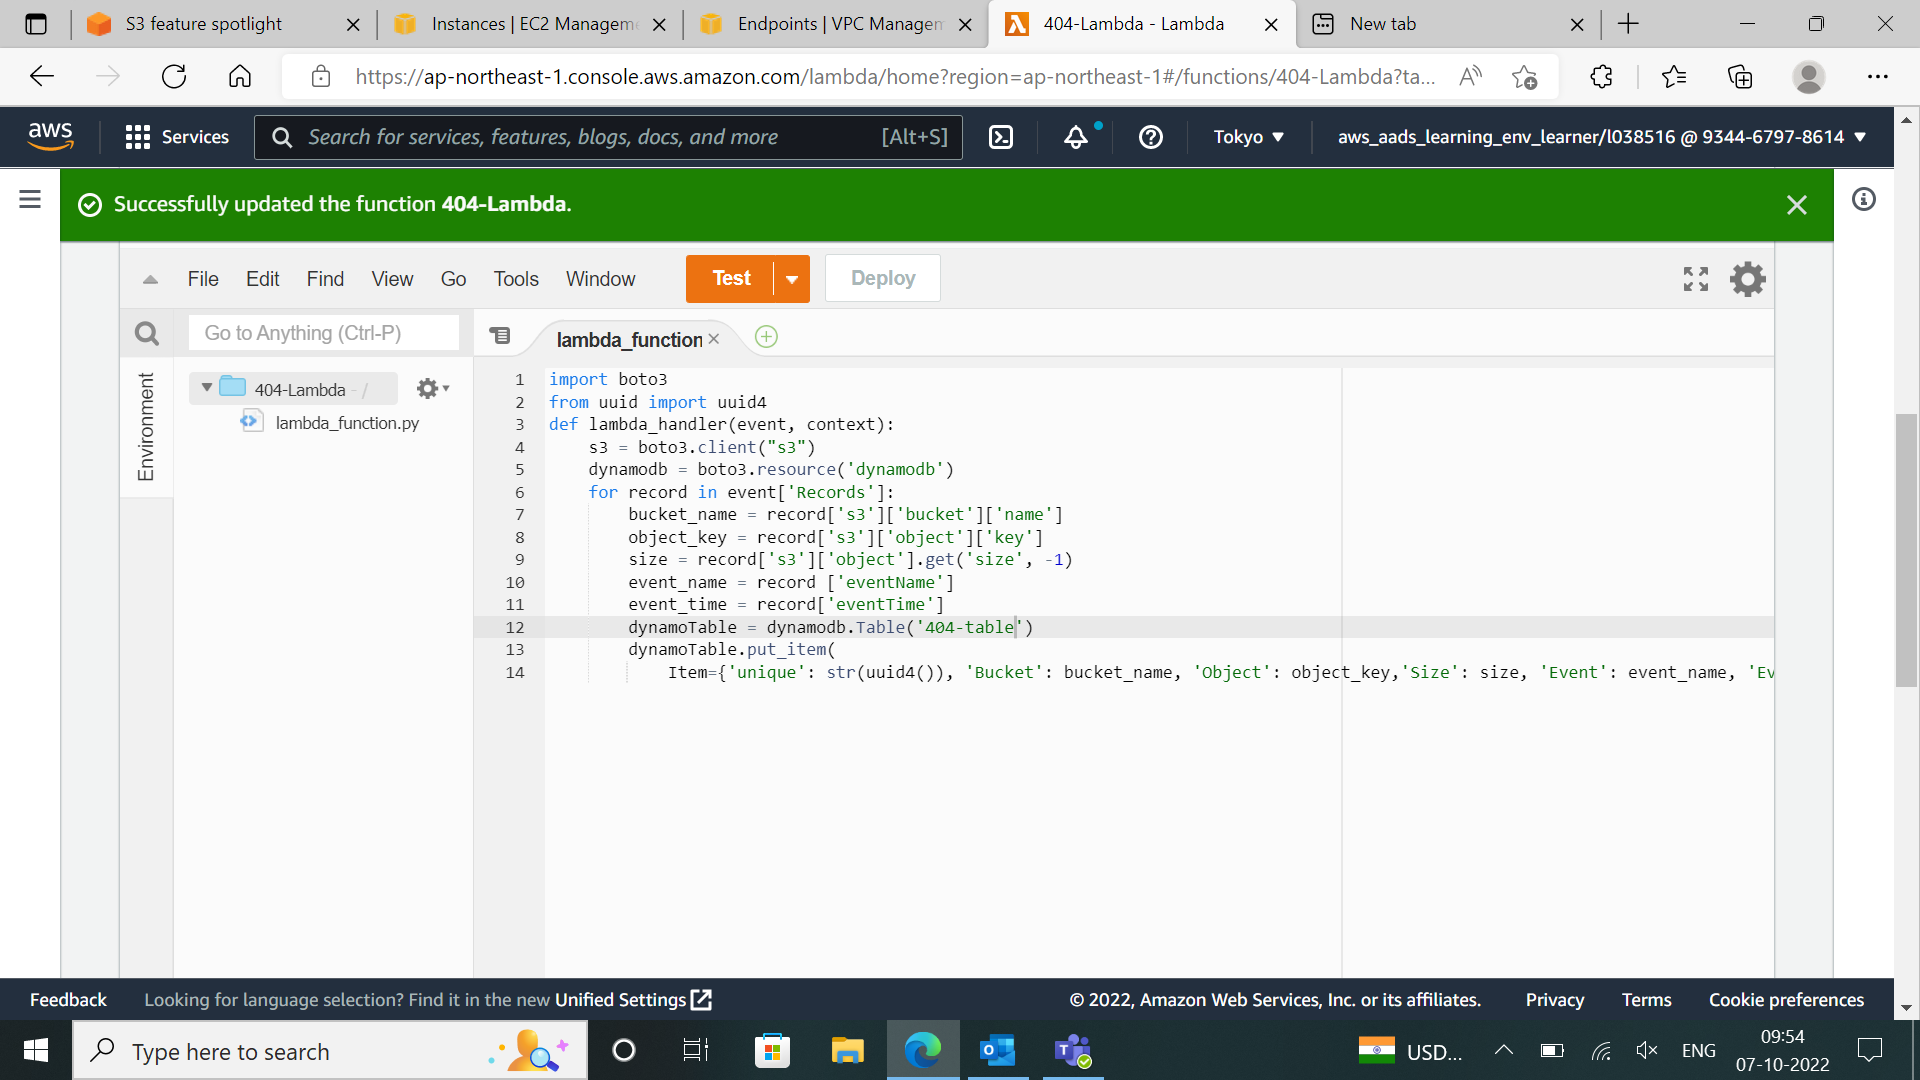 S3 feature spotlight
Instances | EC2 Manageme
Endpoints | VPC Managem
404-Lambda - Lambda
New tab
https://ap-northeast-1.console.aws.amazon.com/lambda/home?region=ap-northeast-1#/functions/404-Lambda?ta...
aws
Services
Search for services, features, blogs, docs, and more
[Alt+S]
Tokyo
aws_aads_learning_env_learner/l038516 @ 9344-6797-8614
Successfully updated the function 404-Lambda.
File Edit Find View Go Tools Window
Test
Deploy
Go to Anything (Ctrl-P)
lambda_function
Environment
404-Lambda - /
lambda_function.py
1 import boto3
2 from uuid import uuid4
3 def lambda_handler(event, context):
4 s3 = boto3.client("s3")
5 dynamodb = boto3.resource('dynamodb')
6 for record in event['Records']:
7 bucket_name = record['s3']['bucket']['name']
8 object_key = record['s3']['object']['key']
9 size = record['s3']['object'].get('size', -1)
10 event_name = record ['eventName']
11 event_time = record['eventTime']
12 dynamoTable = dynamodb.Table('404-table')
13 dynamoTable.put_item(
14 Item={'unique': str(uuid4()), 'Bucket': bucket_name, 'Object': object_key,'Size': size, 'Event': event_name, 'Ev
Feedback
Looking for language selection? Find it in the new Unified Settings
© 2022, Amazon Web Services, Inc. or its affiliates.
Privacy
Terms
Cookie preferences
Type here to search
USD...
ENG
09:54
07-10-2022